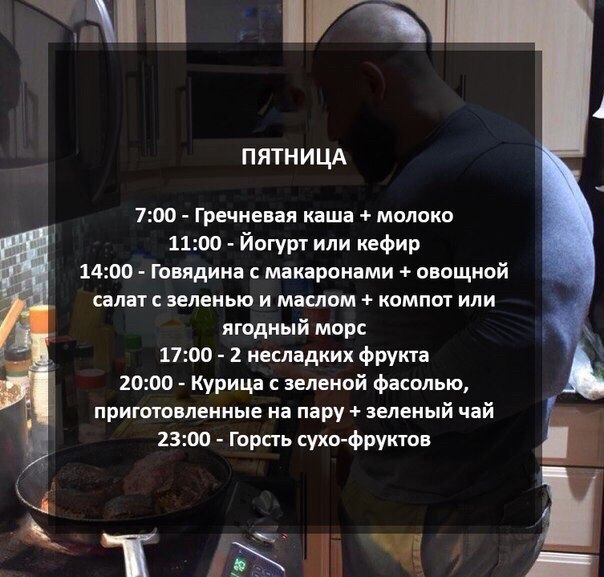 ПЯТНИЦА
7:00 - Гречневая каша + молоко
11:00 - Йогурт или кефир
14:00 - Говядина с макаронами + овощной
салат с зеленью и маслом + компот или
ягодный морс
17:00 - 2 несладких фрукта
20:00 - Курица с зеленой фасолью,
приготовленные на пару + зеленый чай
23:00 - Горсть сухо-фруктов